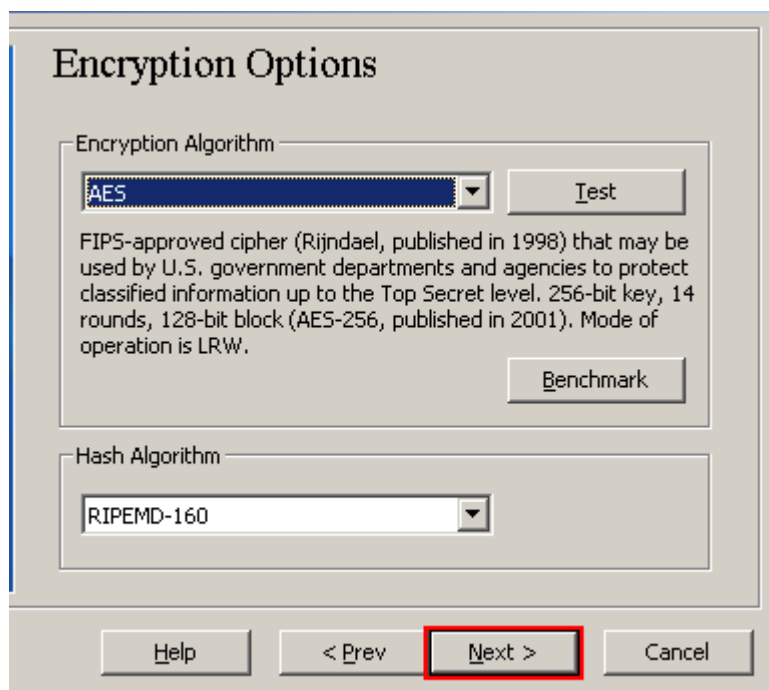 Encryption Options
Encryption Algorithm
AES
Test
FIPS-approved cipher (Rijndael, published in 1998) that may be
used by U.S. government departments and agencies to protect
classified information up to the Top Secret level. 256-bit key, 14
rounds, 128-bit block (AES-256, published in 2001). Mode of
operation is LRW.
Benchmark
Hash Algorithm
RIPEMD-160
Help
< Prev
Next >
Cancel